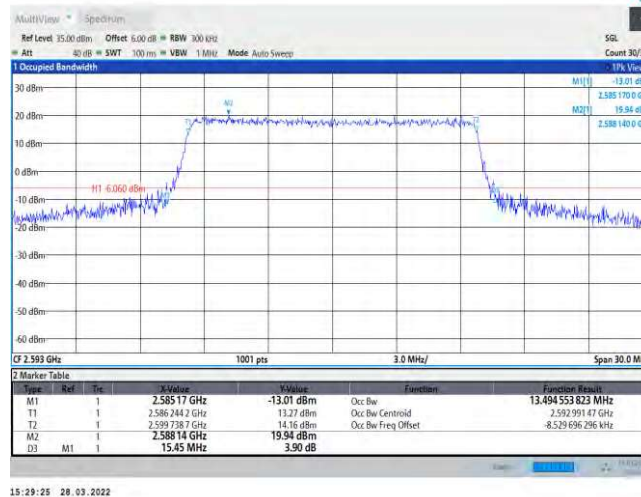 MultiView Spectrum
Ref Level 35.00 dBm Offset 6.00 dB RBW 300 kHz SGL
Att 40 dB SWT 100 ms VBW 1 MHz Mode Auto Sweep Count 30/
1 Occupied Bandwidth 1Pk View
M1[1] -13.01 d
30 dBm
2.585 170 0 G
M2 M2[1] 19.94 d
20 dBm
T1 T2 2.588 140 0 G
10 dBm
0 dBm
H1 -6.060 dBm
-10 dBm
-20 dBm
-30 dBm
-40 dBm
-50 dBm
-60 dBm
CF 2.593 GHz 1001 pts 3.0 MHz/ Span 30.0 M
2 Marker Table
Type Ref Trc X-Value Y-Value Function Function Result
M1 1 2.585 17 GHz -13.01 dBm Occ Bw 13.494 553 823 MHz
T1 1 2.586 244 2 GHz 13.27 dBm Occ Bw Centroid 2.592 991 47 GHz
T2 1 2.599 738 7 GHz 14.16 dBm Occ Bw Freq Offset -8.529 696 296 kHz
M2 1 2.588 14 GHz 19.94 dBm
D3 M1 1 15.45 MHz 3.90 dB
15:29:25 28.03.2022